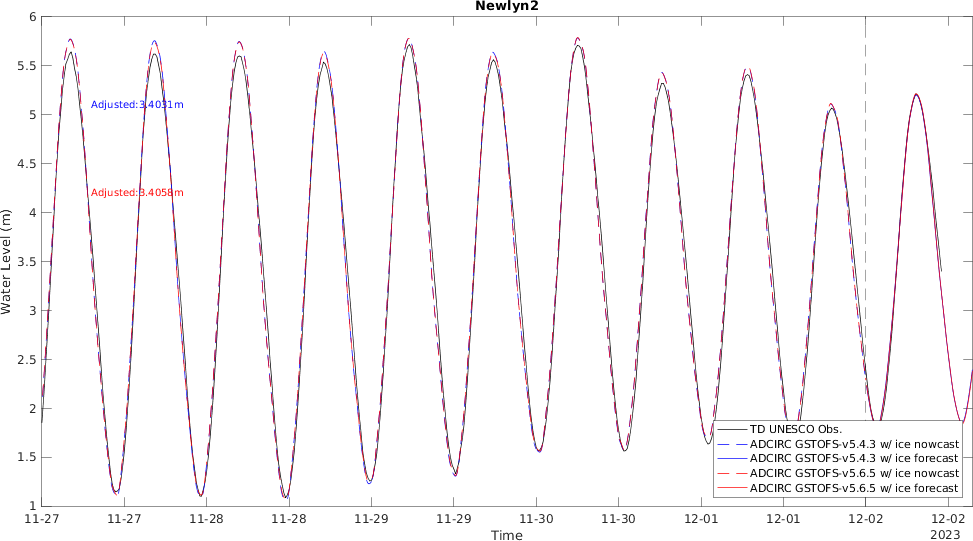 Newlyn2
6
5.5
5
4.5
4
3.5
3
2.5
2
1.5
1
Water Level (m)
Adjusted:3.4031m
Adjusted:3.4058m
TD UNESCO Obs.
ADCIRC GSTOFS-v5.4.3 w/ ice nowcast
ADCIRC GSTOFS-v5.4.3 w/ ice forecast
ADCIRC GSTOFS-v5.6.5 w/ ice nowcast
ADCIRC GSTOFS-v5.6.5 w/ ice forecast
11-27 11-27 11-28 11-28 11-29 11-29 11-30 11-30 12-01 12-01 12-02 12-02
2023
Time